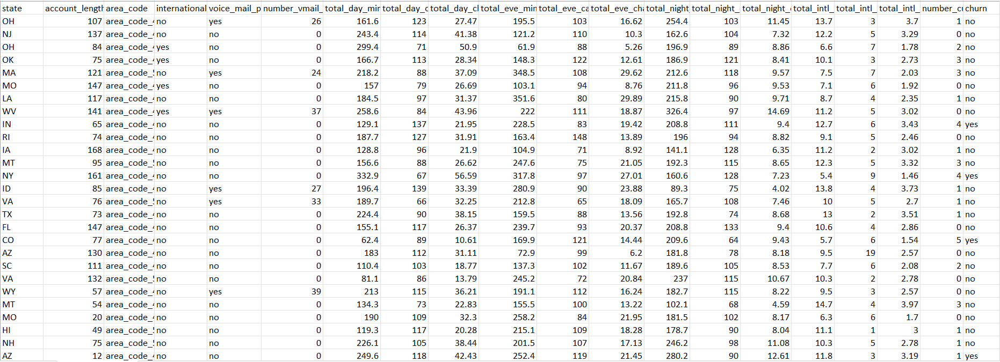 state account_length area_code international voice_mail_p number_vmail_ total_day_min total_day_c total_day_ch total_eve_min total_eve_ca total_eve_cha total_night_ total_night_ total_night_ total_intl_ total_intl_ total_intl_ number_cu churn
OH 107 area_code_4 no yes 26 161.6 123 27.47 195.5 103 16.62 254.4 103 11.45 13.7 3 3.7 1 no
NJ 137 area_code_4 no no 0 243.4 114 41.38 121.2 110 10.3 162.6 104 7.32 12.2 5 3.29 0 no
OH 84 area_code_4 yes no 0 299.4 71 50.9 61.9 88 5.26 196.9 89 8.86 6.6 7 1.78 2 no
OK 75 area_code_4 yes no 0 166.7 113 28.34 148.3 122 12.61 186.9 121 8.41 10.1 3 2.73 3 no
MA 121 area_code_5 no yes 24 218.2 88 37.09 348.5 108 29.62 212.6 118 9.57 7.5 7 2.03 3 no
MO 147 area_code_4 yes no 0 157 79 26.69 103.1 94 8.76 211.8 96 9.53 7.1 6 1.92 0 no
LA 117 area_code_4 no no 0 184.5 97 31.37 351.6 80 29.89 215.8 90 9.71 8.7 4 2.35 1 no
WV 141 area_code_4 yes yes 37 258.6 84 43.96 222 111 18.87 326.4 97 14.69 11.2 5 3.02 0 no
IN 65 area_code_4 no no 0 129.1 137 21.95 228.5 83 19.42 208.8 111 9.4 12.7 6 3.43 4 yes
RI 74 area_code_4 no no 0 187.7 127 31.91 163.4 148 13.89 196 94 8.82 9.1 5 2.46 0 no
IA 168 area_code_4 no no 0 128.8 96 21.9 104.9 71 8.92 141.1 128 6.35 11.2 2 3.02 1 no
MT 95 area_code_5 no no 0 156.6 88 26.62 247.6 75 21.05 192.3 115 8.65 12.3 5 3.32 3 no
NY 161 area_code_4 no no 0 332.9 67 56.59 317.8 97 27.01 160.6 128 7.23 5.4 9 1.46 4 yes
ID 85 area_code_4 no yes 27 196.4 139 33.39 280.9 90 23.88 89.3 75 4.02 13.8 4 3.73 1 no
VA 76 area_code_5 no yes 33 189.7 66 32.25 212.8 65 18.09 165.7 108 7.46 10 5 2.7 1 no
TX 73 area_code_4 no no 0 224.4 90 38.15 159.5 88 13.56 192.8 74 8.68 13 2 3.51 1 no
FL 147 area_code_4 no no 0 155.1 117 26.37 239.7 93 20.37 208.8 133 9.4 10.6 4 2.86 0 no
CO 77 area_code_4 no no 0 62.4 89 10.61 169.9 121 14.44 209.6 64 9.43 5.7 6 1.54 5 yes
AZ 130 area_code_4 no no 0 183 112 31.11 72.9 99 6.2 181.8 78 8.18 9.5 19 2.57 0 no
SC 111 area_code_4 no no 0 110.4 103 18.77 137.3 102 11.67 189.6 105 8.53 7.7 6 2.08 2 no
VA 132 area_code_5 no no 0 81.1 86 13.79 245.2 72 20.84 237 115 10.67 10.3 2 2.78 0 no
WY 57 area_code_4 no yes 39 213 115 36.21 191.1 112 16.24 182.7 115 8.22 9.5 3 2.57 0 no
MT 54 area_code_4 no no 0 134.3 73 22.83 155.5 100 13.22 102.1 68 4.59 14.7 4 3.97 3 no
MO 20 area_code_4 no no 0 190 109 32.3 258.2 84 21.95 181.5 102 8.17 6.3 6 1.7 0 no
HI 49 area_code_5 no no 0 119.3 117 20.28 215.1 109 18.28 178.7 90 8.04 11.1 1 3 1 no
NH 75 area_code_5 no no 0 226.1 105 38.44 201.5 107 17.13 246.2 98 11.08 10.3 5 2.78 1 no
AZ 12 area_code_4 no no 0 249.6 118 42.43 252.4 119 21.45 280.2 90 12.61 11.8 3 3.19 1 yes